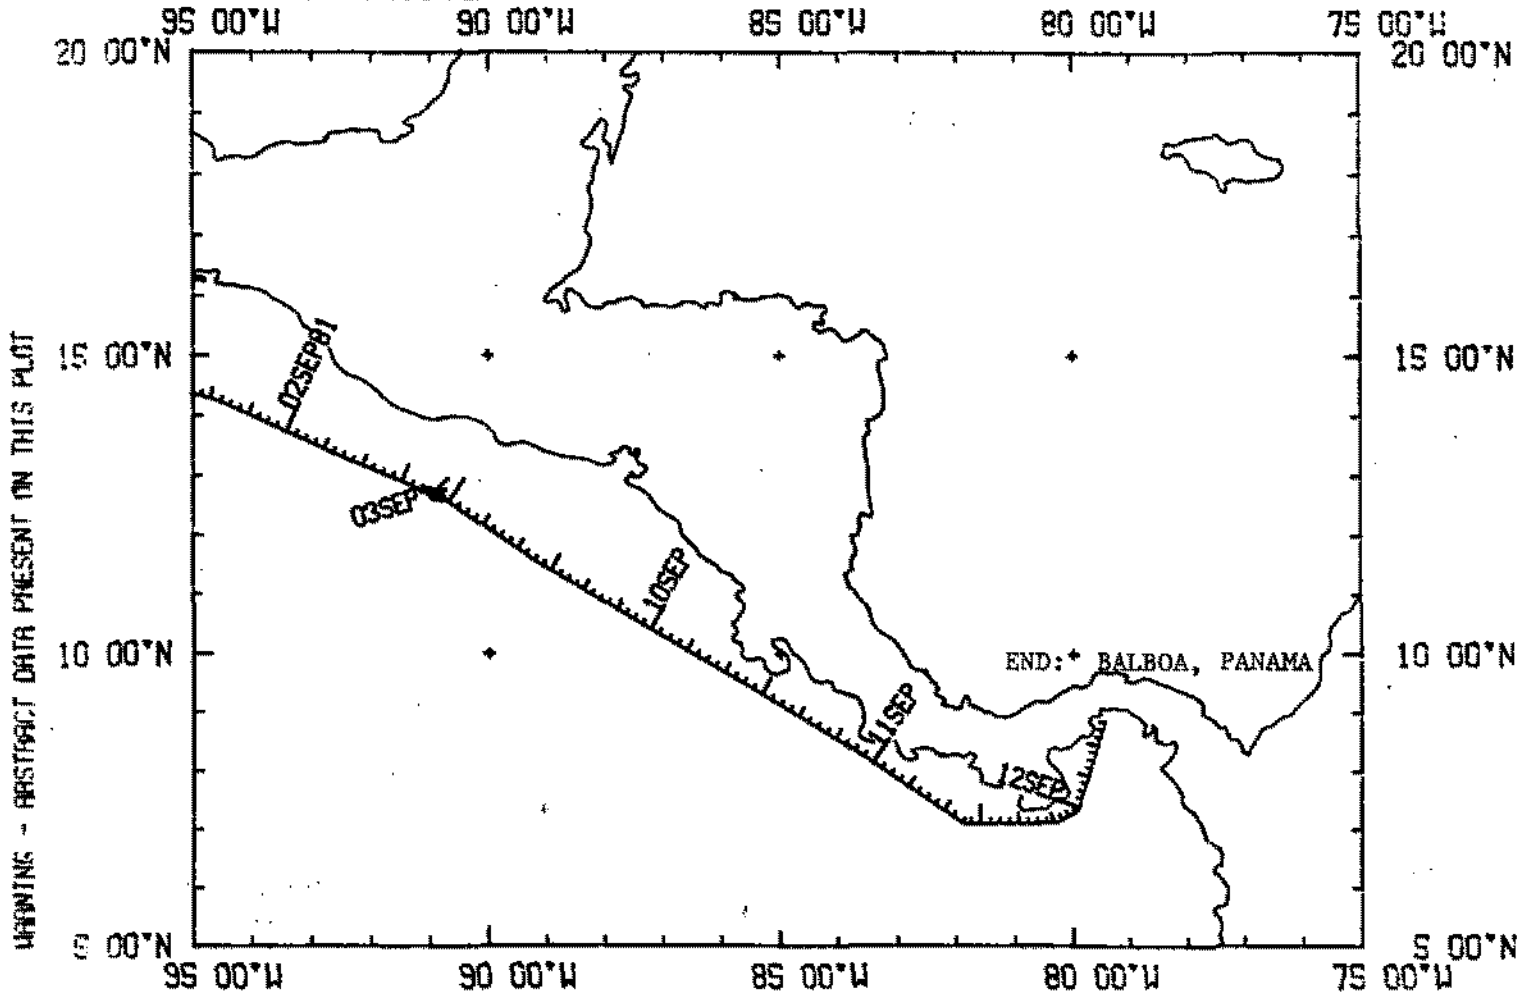 95 00'W 90 00'W 85 00'W 80 00'W 75 00'W
20 00'N 20 00'N
02SEP81
15 00'N 15 00'N
03SEP
10SEP
10 00'N END: BALBOA, PANAMA 10 00'N
11SEP
12SEP
5 00'N 5 00'N
95 00'W 90 00'W 85 00'W 80 00'W 75 00'W
WARNING - ABSTRACT DATA PRESENT ON THIS PLOT